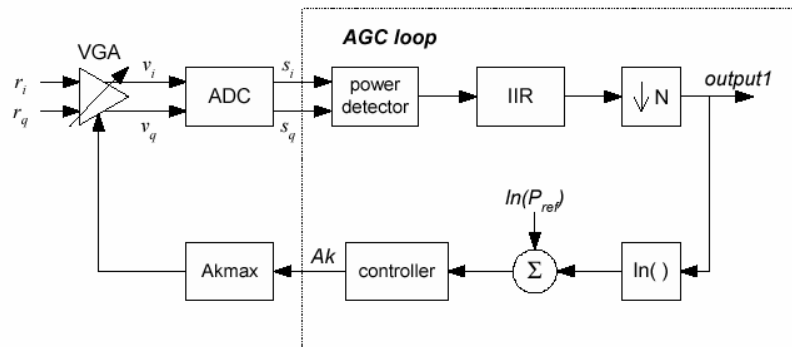 AGC loop
VGA
r_i
r_q
v_i
v_q
ADC
s_i
s_q
power
detector
IIR
↓ N
output1
ln(P_ref)
Akmax
Ak
controller
Σ
ln( )